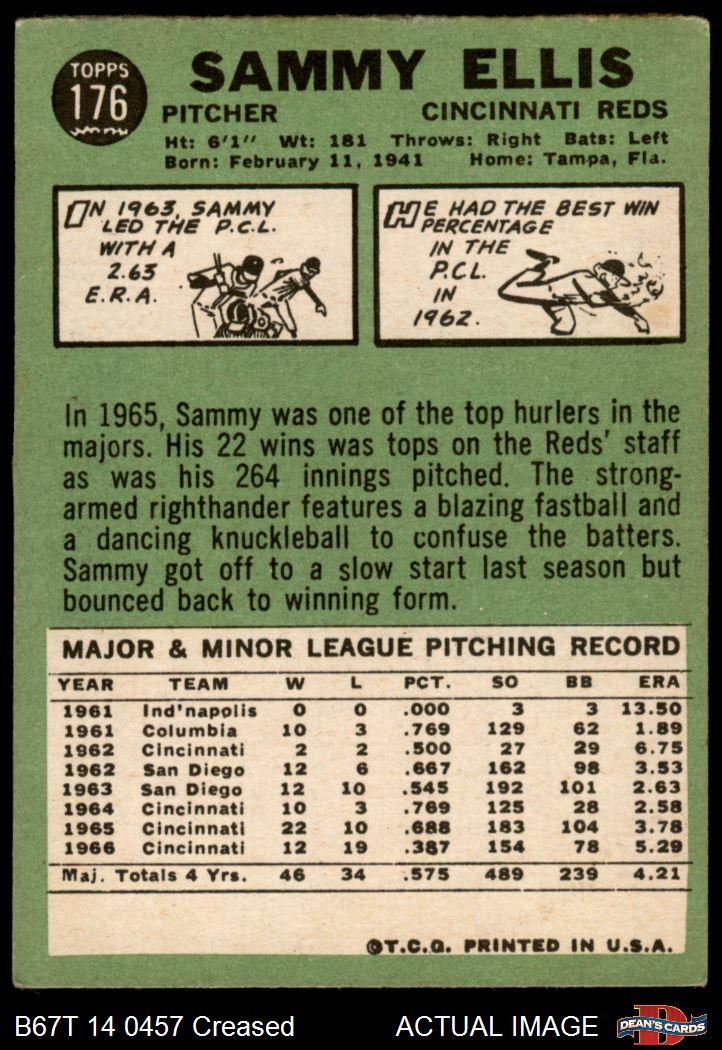 TOPPS
176
SAMMY ELLIS
PITCHER CINCINNATI REDS
Ht: 6'1" Wt: 181 Throws: Right Bats: Left
Born: February 11, 1941 Home: Tampa, Fla.
IN 1963, SAMMY
LED THE P.C.L.
WITH A
2.63
E.R.A.
HE HAD THE BEST WIN
PERCENTAGE
IN THE
P.C.L.
IN
1962.
In 1965, Sammy was one of the top hurlers in the
majors. His 22 wins was tops on the Reds' staff
as was his 264 innings pitched. The strong-
armed righthander features a blazing fastball and
a dancing knuckleball to confuse the batters.
Sammy got off to a slow start last season but
bounced back to winning form.
MAJOR & MINOR LEAGUE PITCHING RECORD
YEAR TEAM W L PCT. SO BB ERA
1961 Ind'napolis 0 0 .000 3 3 13.50
1961 Columbia 10 3 .769 129 62 1.89
1962 Cincinnati 2 2 .500 27 29 6.75
1962 San Diego 12 6 .667 162 98 3.53
1963 San Diego 12 10 .545 192 101 2.63
1964 Cincinnati 10 3 .769 125 28 2.58
1965 Cincinnati 22 10 .688 183 104 3.78
1966 Cincinnati 12 19 .387 154 78 5.29
Maj. Totals 4 Yrs. 46 34 .575 489 239 4.21
©T.C.G. PRINTED IN U.S.A.
B67T 14 0457 Creased ACTUAL IMAGE
D
DEAN'S CARDS